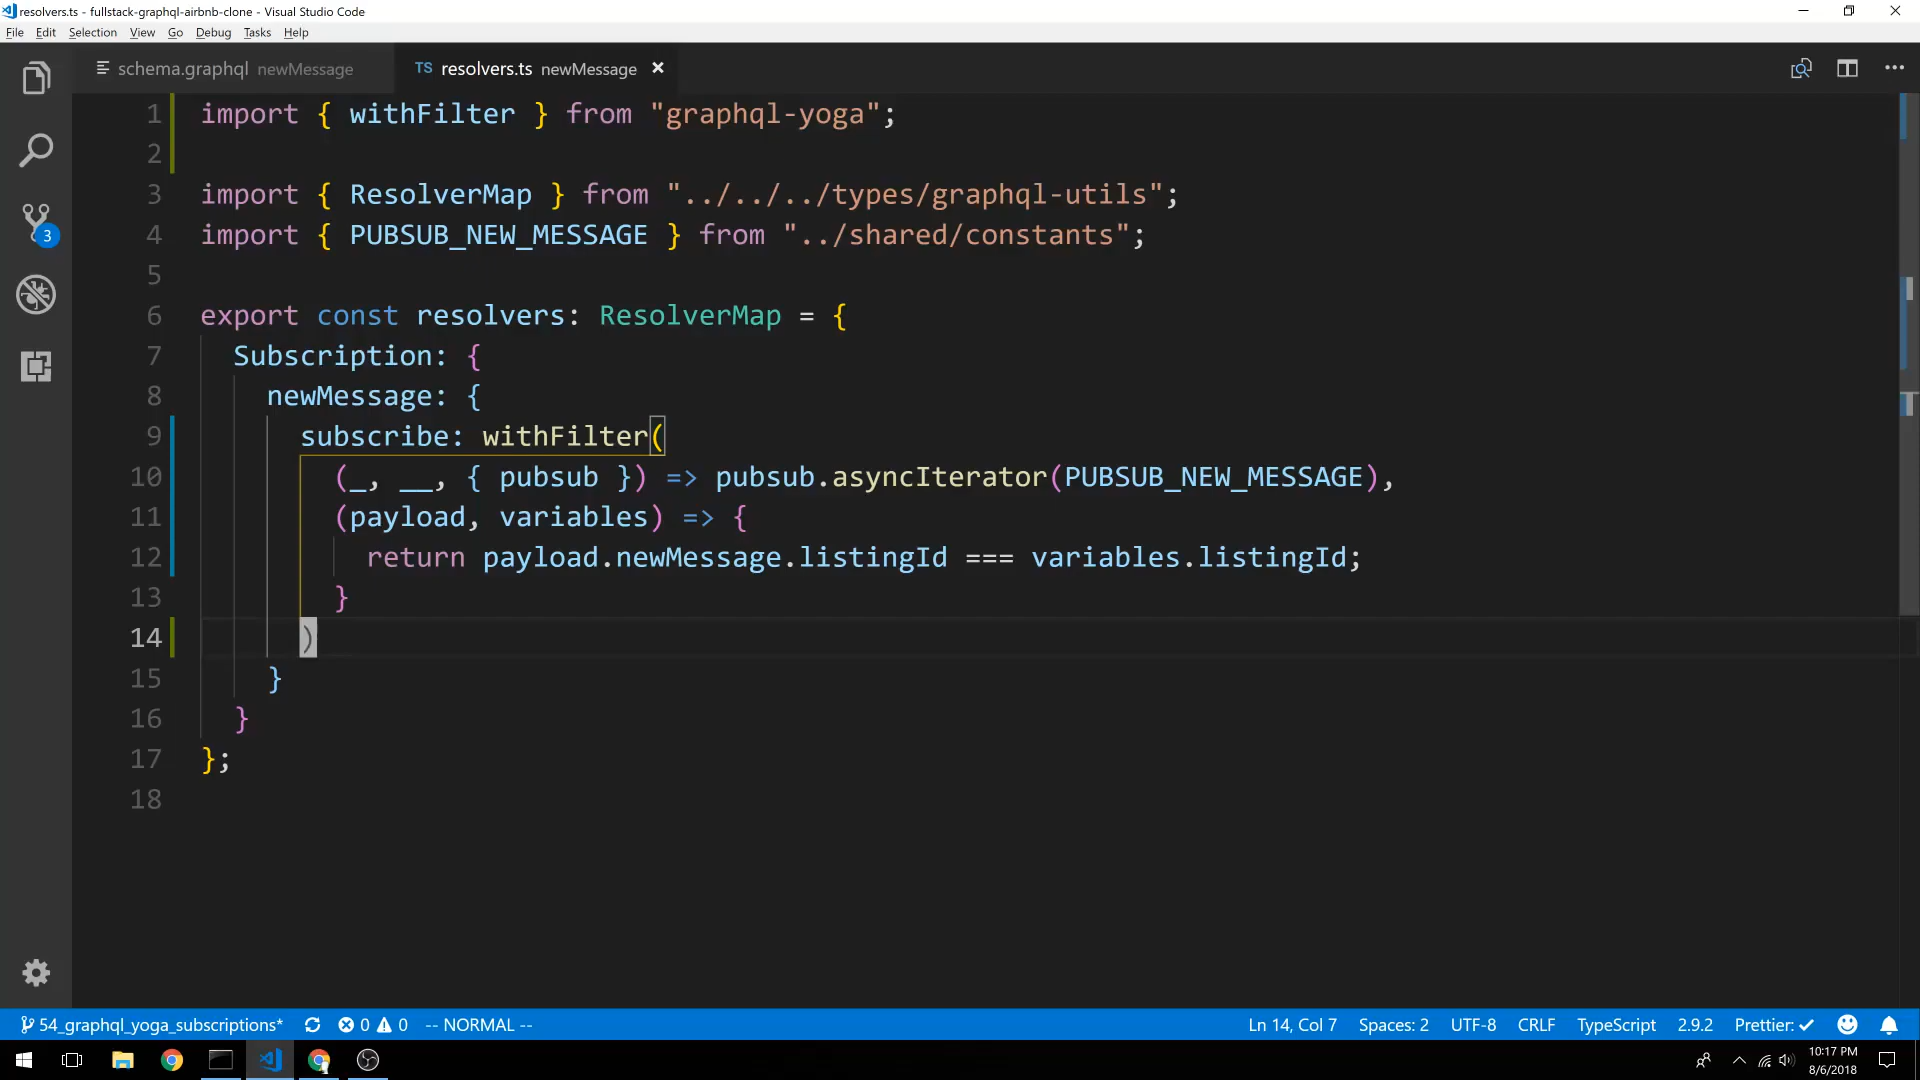 resolvers.ts - fullstack-graphql-airbnb-clone - Visual Studio Code
File Edit Selection View Go Debug Tasks Help
schema.graphql newMessage
TS resolvers.ts newMessage
1 import { withFilter } from "graphql-yoga";
2
3 import { ResolverMap } from "../../../types/graphql-utils";
4 import { PUBSUB_NEW_MESSAGE } from "../shared/constants";
5
6 export const resolvers: ResolverMap = {
7 Subscription: {
8 newMessage: {
9 subscribe: withFilter(
10 (_, __, { pubsub }) => pubsub.asyncIterator(PUBSUB_NEW_MESSAGE),
11 (payload, variables) => {
12 return payload.newMessage.listingId === variables.listingId;
13 }
14 )
15 }
16 }
17 };
18
3
54_graphql_yoga_subscriptions* 0 0 -- NORMAL -- Ln 14, Col 7 Spaces: 2 UTF-8 CRLF TypeScript 2.9.2 Prettier: ✓
10:17 PM
8/6/2018